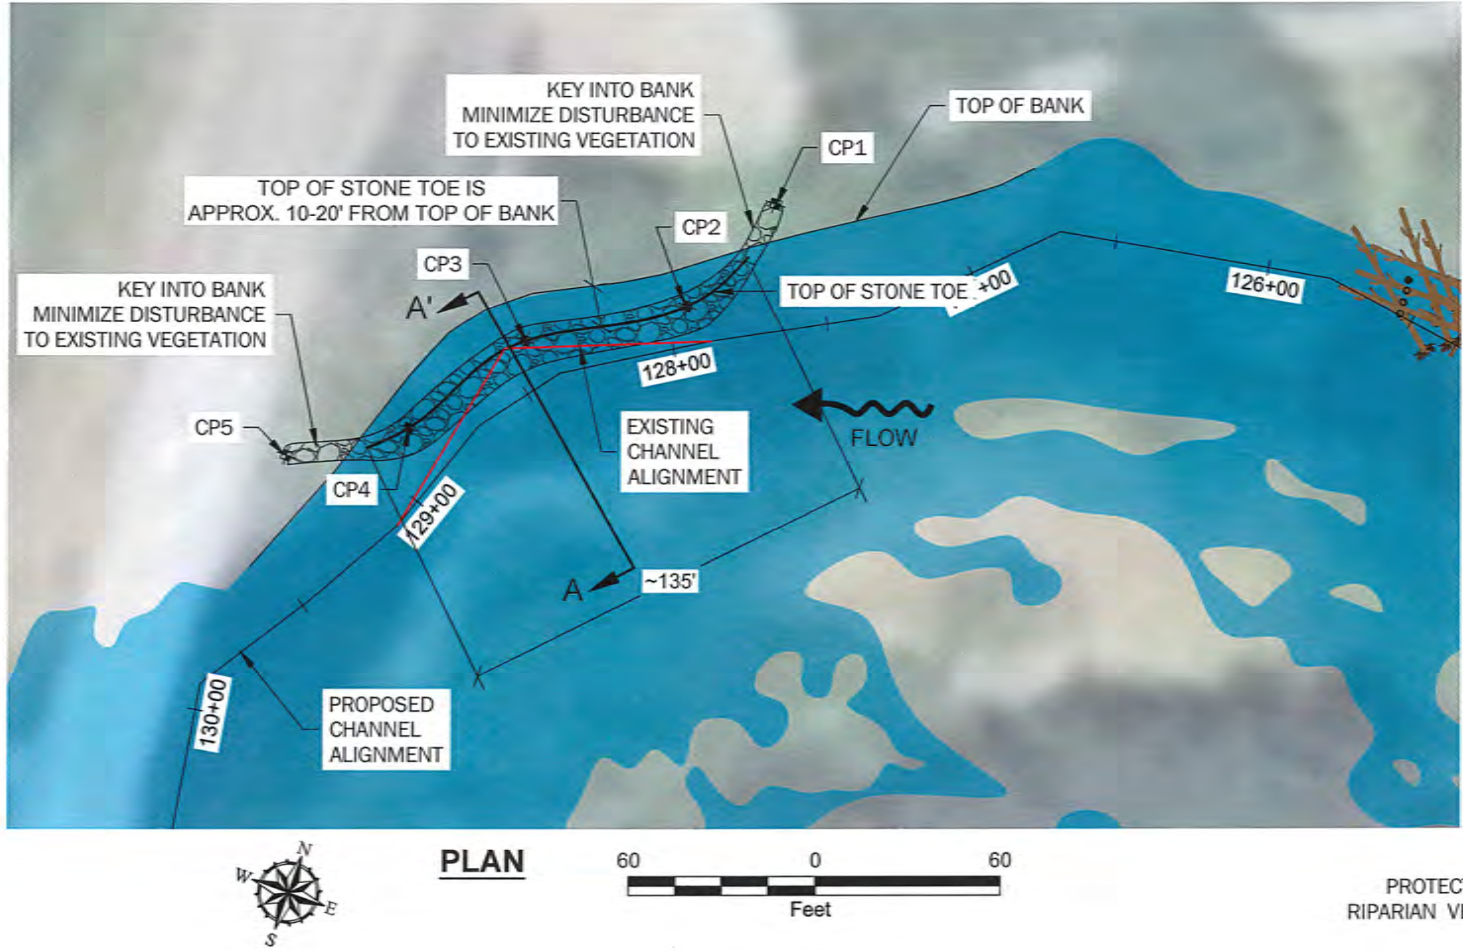 KEY INTO BANK
MINIMIZE DISTURBANCE
TO EXISTING VEGETATION
TOP OF BANK
CP1
TOP OF STONE TOE IS
APPROX. 10-20' FROM TOP OF BANK
CP2
CP3
A'
KEY INTO BANK
MINIMIZE DISTURBANCE
TO EXISTING VEGETATION
TOP OF STONE TOE
+00
126+00
128+00
CP5
EXISTING
CHANNEL
ALIGNMENT
FLOW
CP4
129+00
A
~135'
130+00
PROPOSED
CHANNEL
ALIGNMENT
N
W
E
S
PLAN
60 0 60
Feet
RIPARIAN